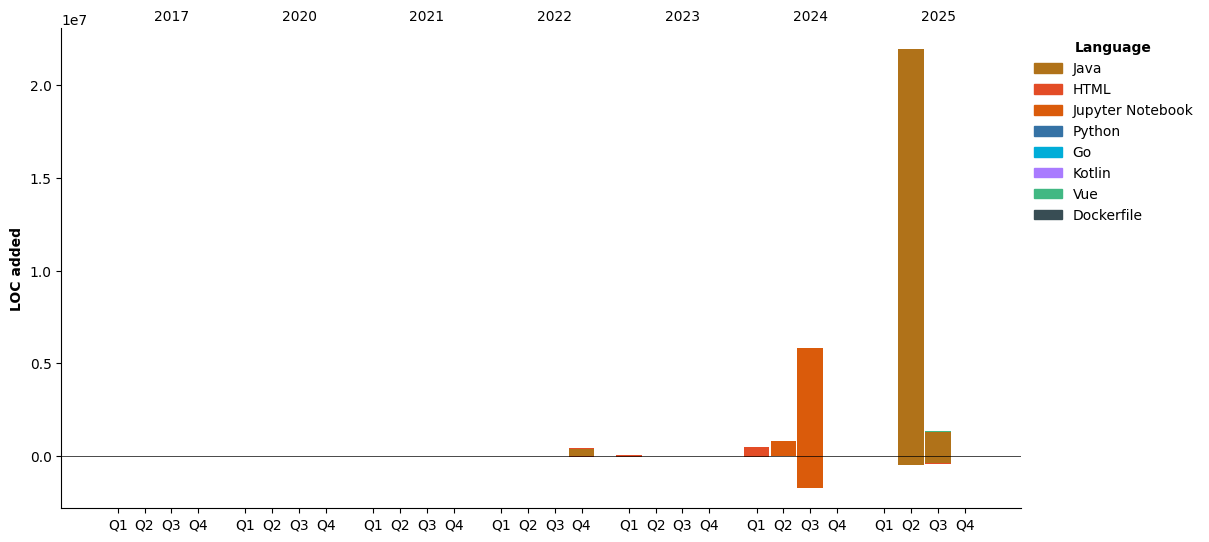 1e7
2017 2020 2021 2022 2023 2024 2025
Language
Java
HTML
Jupyter Notebook
Python
Go
Kotlin
Vue
Dockerfile
LOC added
2.0
1.5
1.0
0.5
0.0
Q1 Q2 Q3 Q4 Q1 Q2 Q3 Q4 Q1 Q2 Q3 Q4 Q1 Q2 Q3 Q4 Q1 Q2 Q3 Q4 Q1 Q2 Q3 Q4 Q1 Q2 Q3 Q4